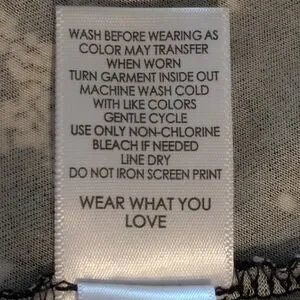 WASH BEFORE WEARING AS
COLOR MAY TRANSFER
WHEN WORN
TURN GARMENT INSIDE OUT
MACHINE WASH COLD
WITH LIKE COLORS
GENTLE CYCLE
USE ONLY NON-CHLORINE
BLEACH IF NEEDED
LINE DRY
DO NOT IRON SCREEN PRINT
WEAR WHAT YOU
LOVE